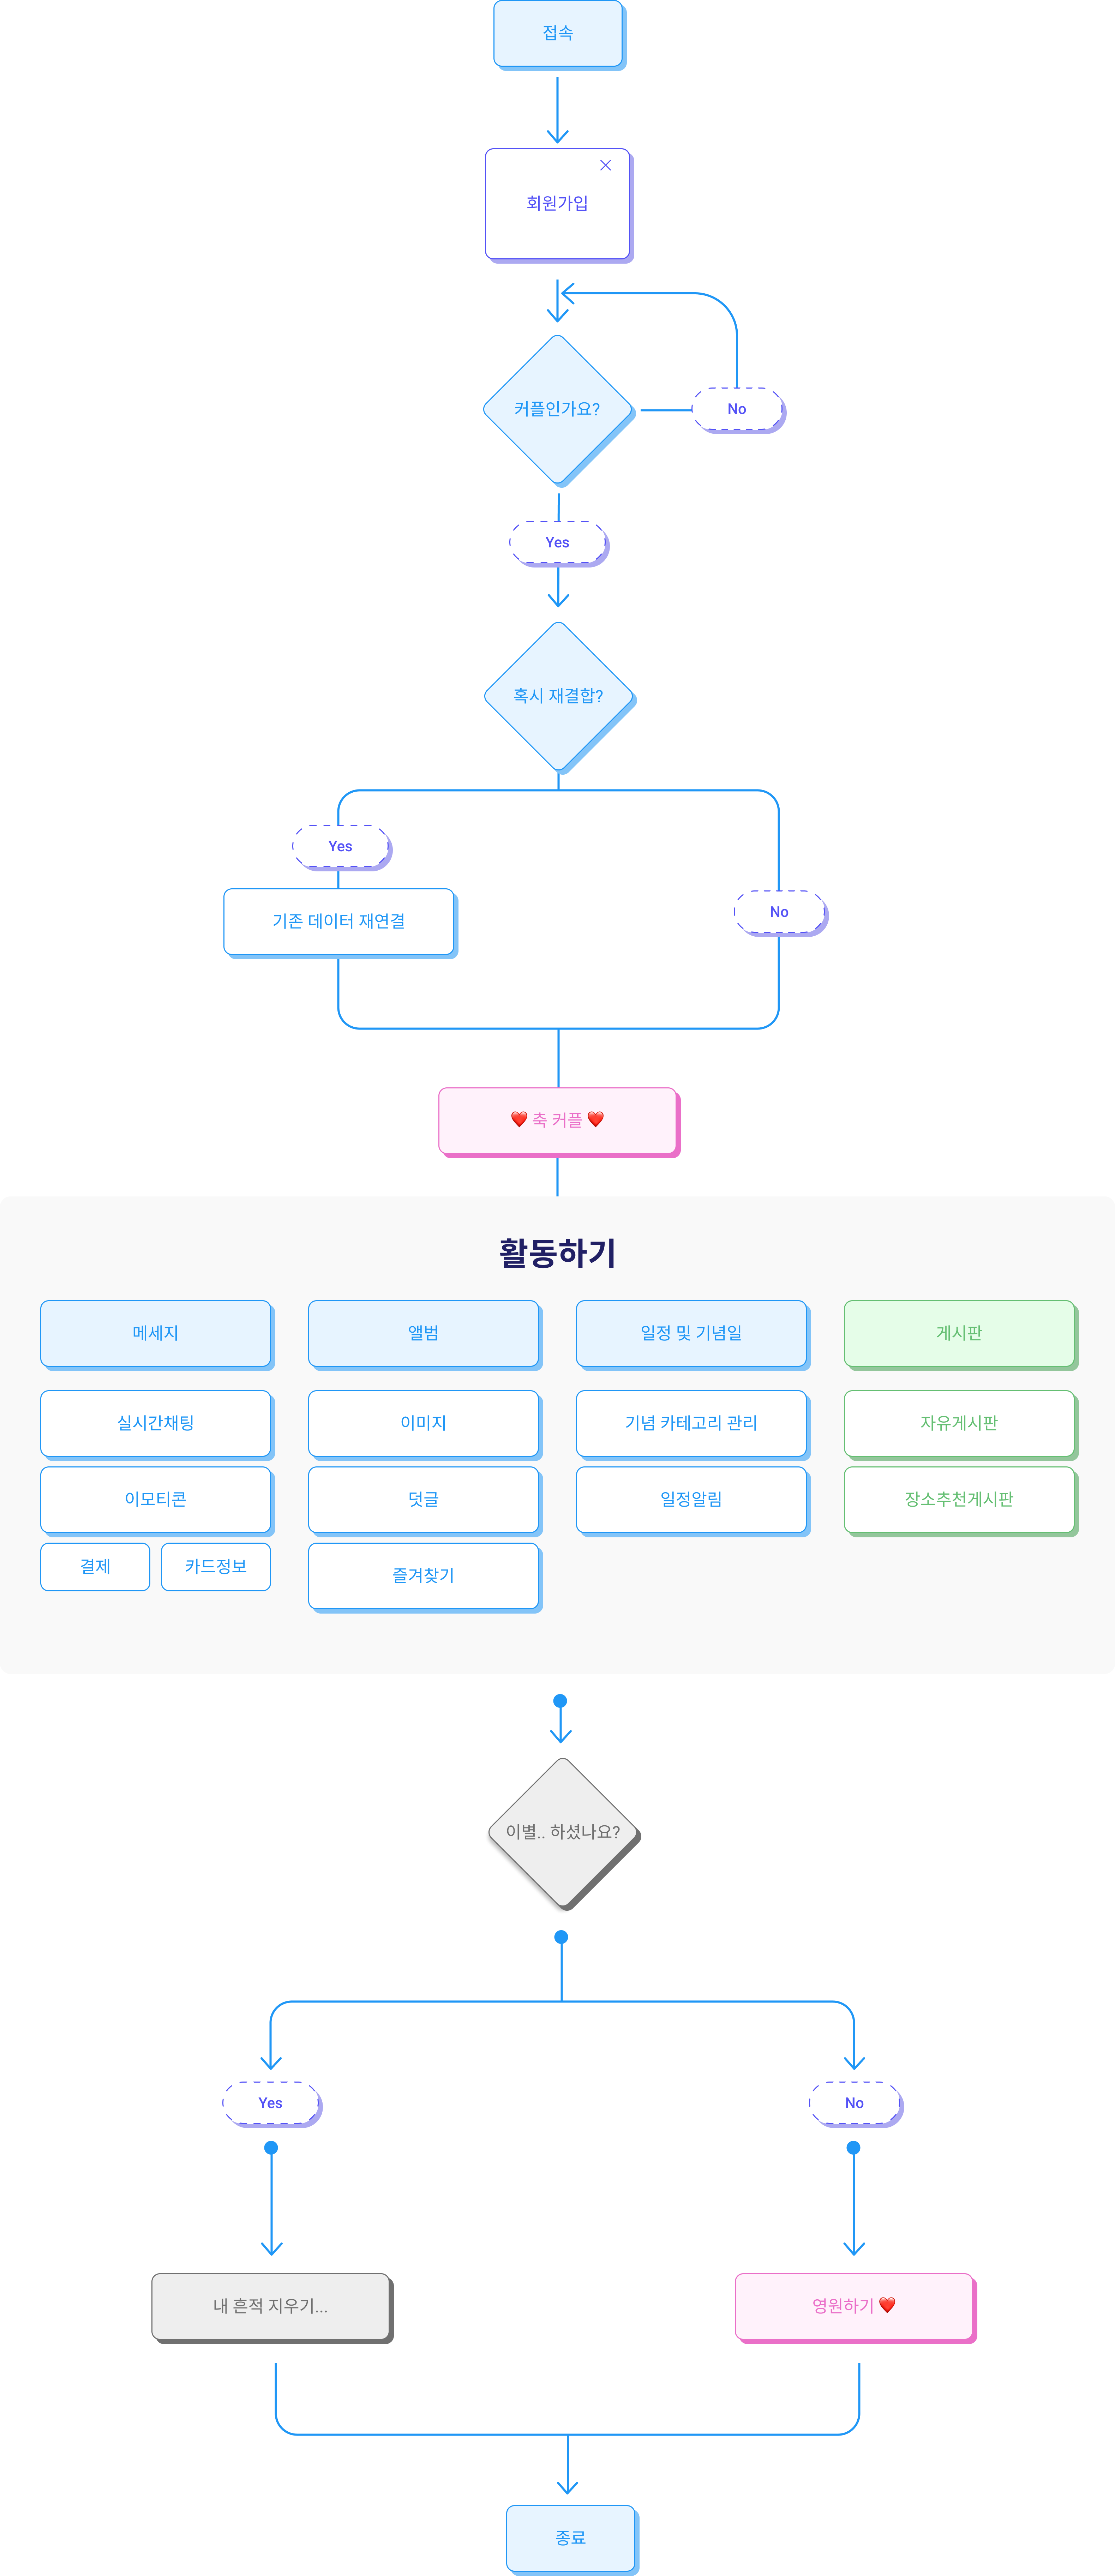 접속
회원가입
커플인가요?
No
Yes
혹시 재결합?
Yes
기존 데이터 재연결
No
❤️ 축 커플 ❤️
활동하기
메세지
앨범
일정 및 기념일
게시판
실시간채팅
이미지
기념 카테고리 관리
자유게시판
이모티콘
덧글
일정알림
장소추천게시판
결제
카드정보
즐겨찾기
이별.. 하셨나요?
Yes
No
내 흔적 지우기...
영원하기 ❤️
종료